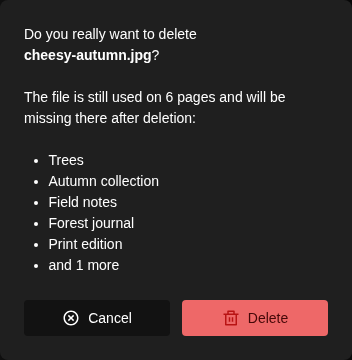 Do you really want to delete
cheesy-autumn.jpg?
The file is still used on 6 pages and will be
missing there after deletion:
• Trees
• Autumn collection
• Field notes
• Forest journal
• Print edition
• and 1 more
Cancel
Delete